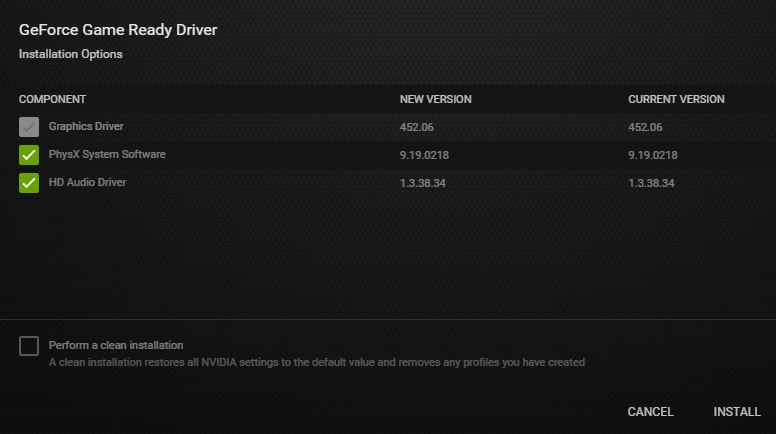 GeForce Game Ready Driver
Installation Options
COMPONENT NEW VERSION CURRENT VERSION
Graphics Driver 452.06 452.06
PhysX System Software 9.19.0218 9.19.0218
HD Audio Driver 1.3.38.34 1.3.38.34
Perform a clean installation
A clean installation restores all NVIDIA settings to the default value and removes any profiles you have created
CANCEL INSTALL